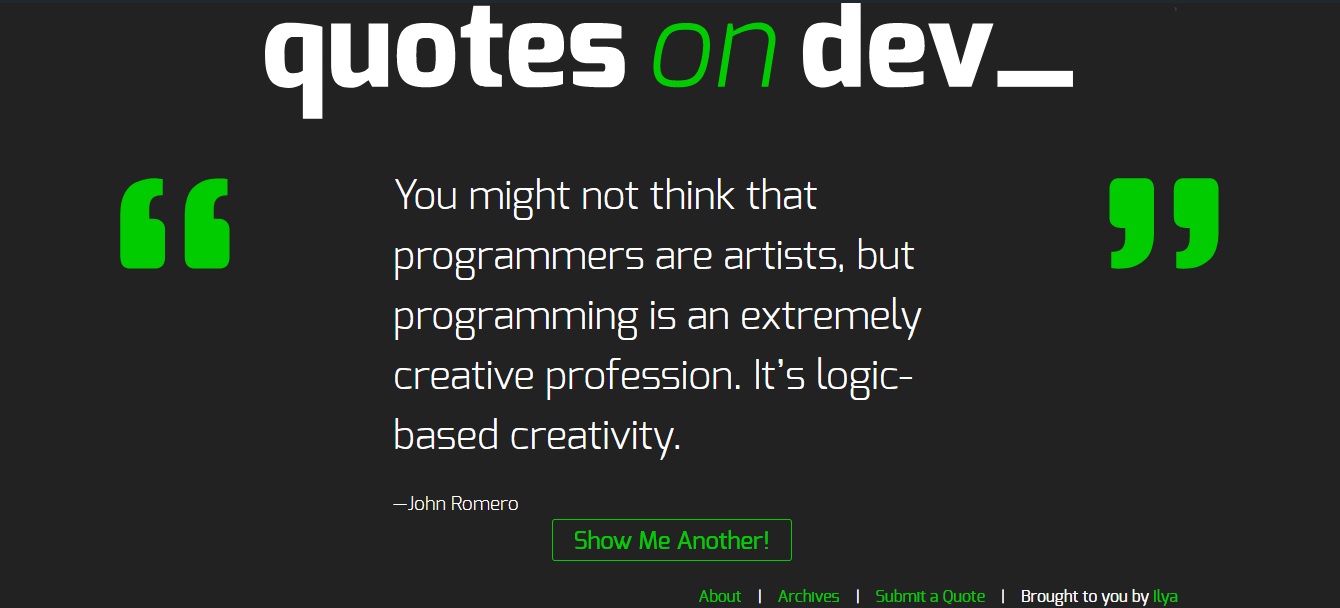 quotes on dev_
“ You might not think that ”
programmers are artists, but
programming is an extremely
creative profession. It’s logic-
based creativity.
—John Romero
Show Me Another!
About | Archives | Submit a Quote | Brought to you by Ilya